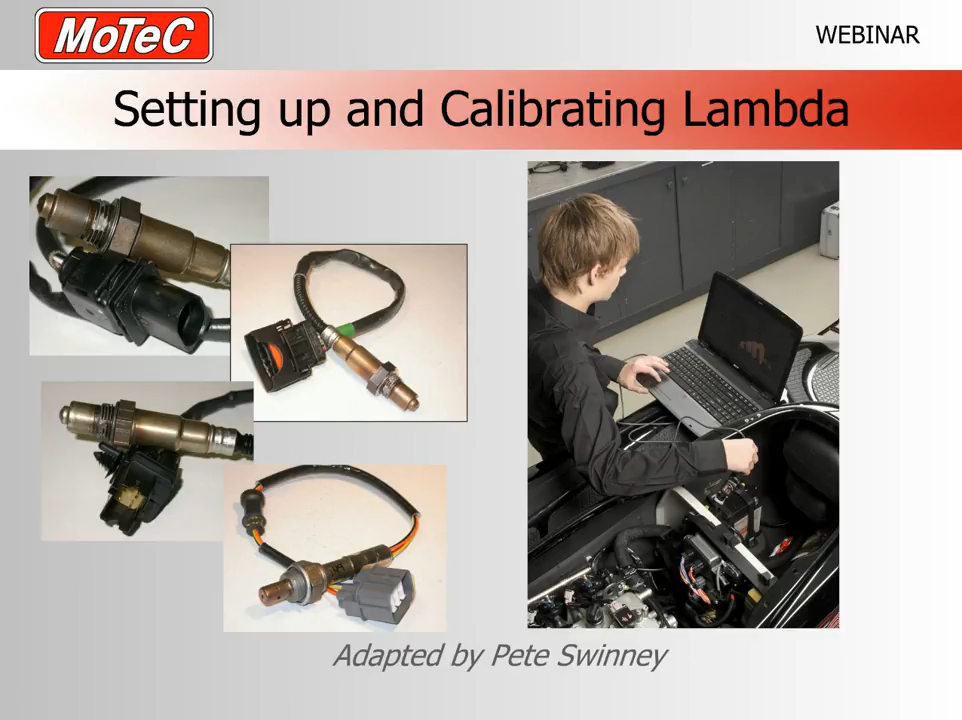 MoTeC
WEBINAR
Setting up and Calibrating Lambda
Adapted by Pete Swinney